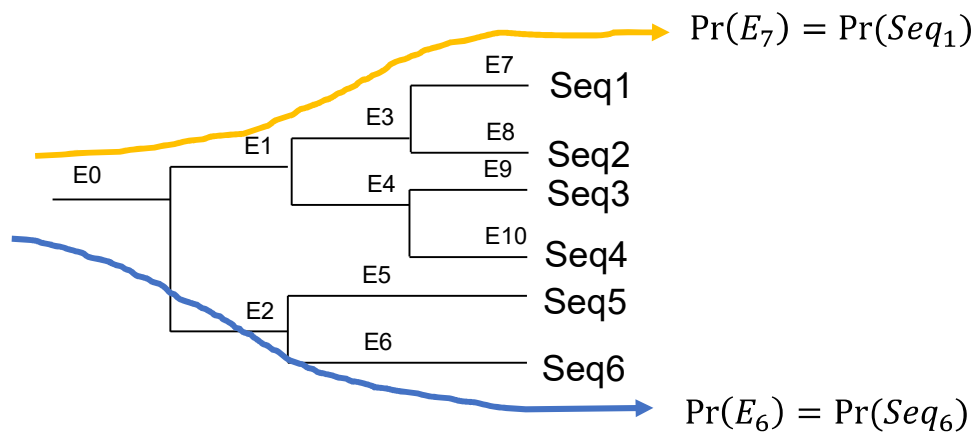 Pr(E₇) = Pr(Seq₁)
E7
Seq1
E3
E8
E1
Seq2
E9
E0
E4
Seq3
E10
Seq4
E5
Seq5
E2
E6
Seq6
Pr(E₆) = Pr(Seq₆)